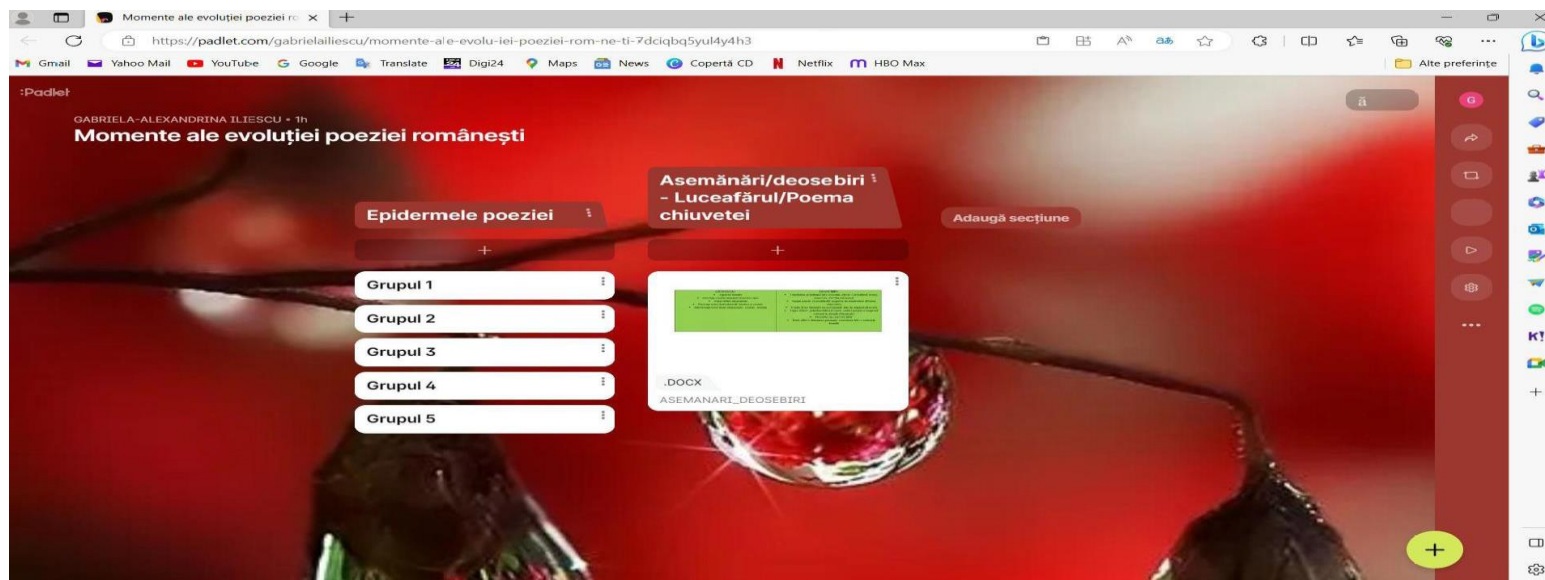 Momente ale evoluției poeziei ro
https://padlet.com/gabrielailiescu/momente-ale-evolu-iei-poeziei-rom-ne-ti-7dciqbq5yul4y4h3
Gmail Yahoo Mail YouTube Google Translate Digi24 Maps News Copertă CD Netflix HBO Max Alte preferințe
:Padlet
ă
G
GABRIELA-ALEXANDRINA ILIESCU • 1h
Momente ale evoluției poeziei românești
Epidermele poeziei
Asemănări/deosebiri
- Luceafărul/Poema
chiuvetei
Adaugă secțiune
Grupul 1
Grupul 2
Grupul 3
Grupul 4
Grupul 5
.DOCX
ASEMANARI_DEOSEBIRI